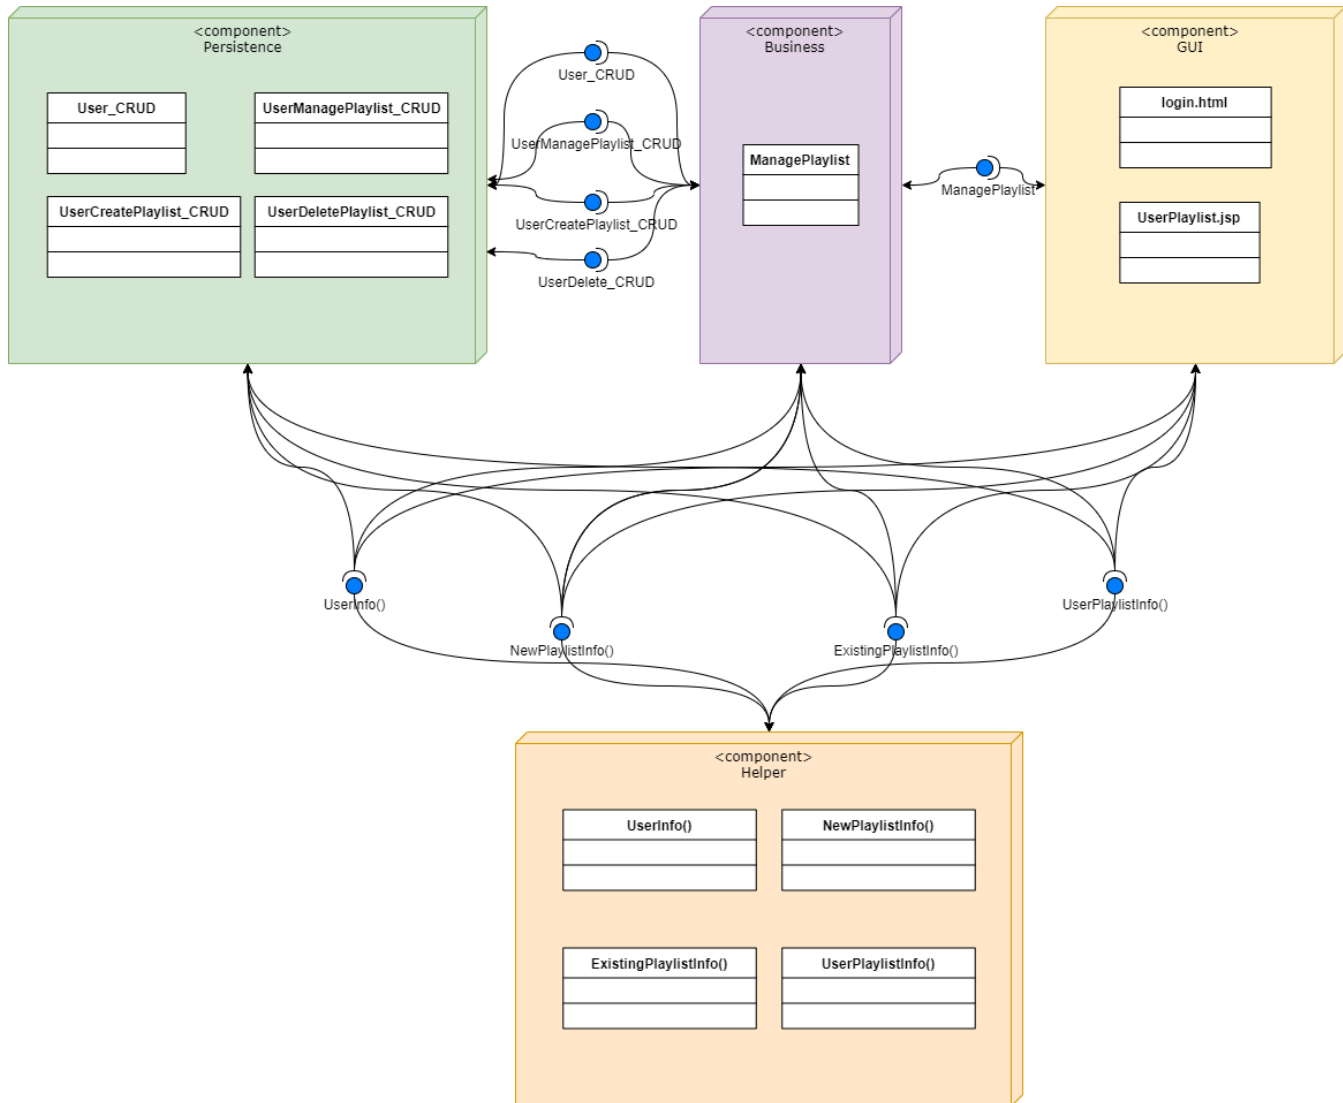 <component>
Persistence
User_CRUD
UserManagePlaylist_CRUD
UserCreatePlaylist_CRUD
UserDeletePlaylist_CRUD
User_CRUD
UserManagePlaylist_CRUD
UserCreatePlaylist_CRUD
UserDelete_CRUD
<component>
Business
ManagePlaylist
ManagePlaylist
<component>
GUI
login.html
UserPlaylist.jsp
UserInfo()
NewPlaylistInfo()
ExistingPlaylistInfo()
UserPlaylistInfo()
<component>
Helper
UserInfo()
NewPlaylistInfo()
ExistingPlaylistInfo()
UserPlaylistInfo()